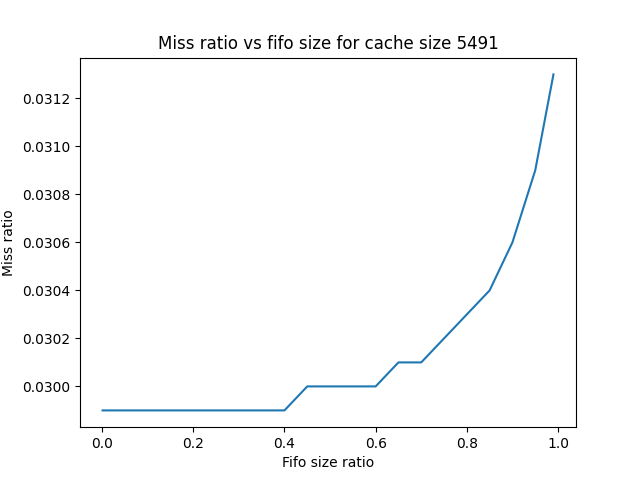 Miss ratio vs fifo size for cache size 5491
0.0312
0.0310
0.0308
0.0306
0.0304
0.0302
0.0300
Miss ratio
0.0 0.2 0.4 0.6 0.8 1.0
Fifo size ratio